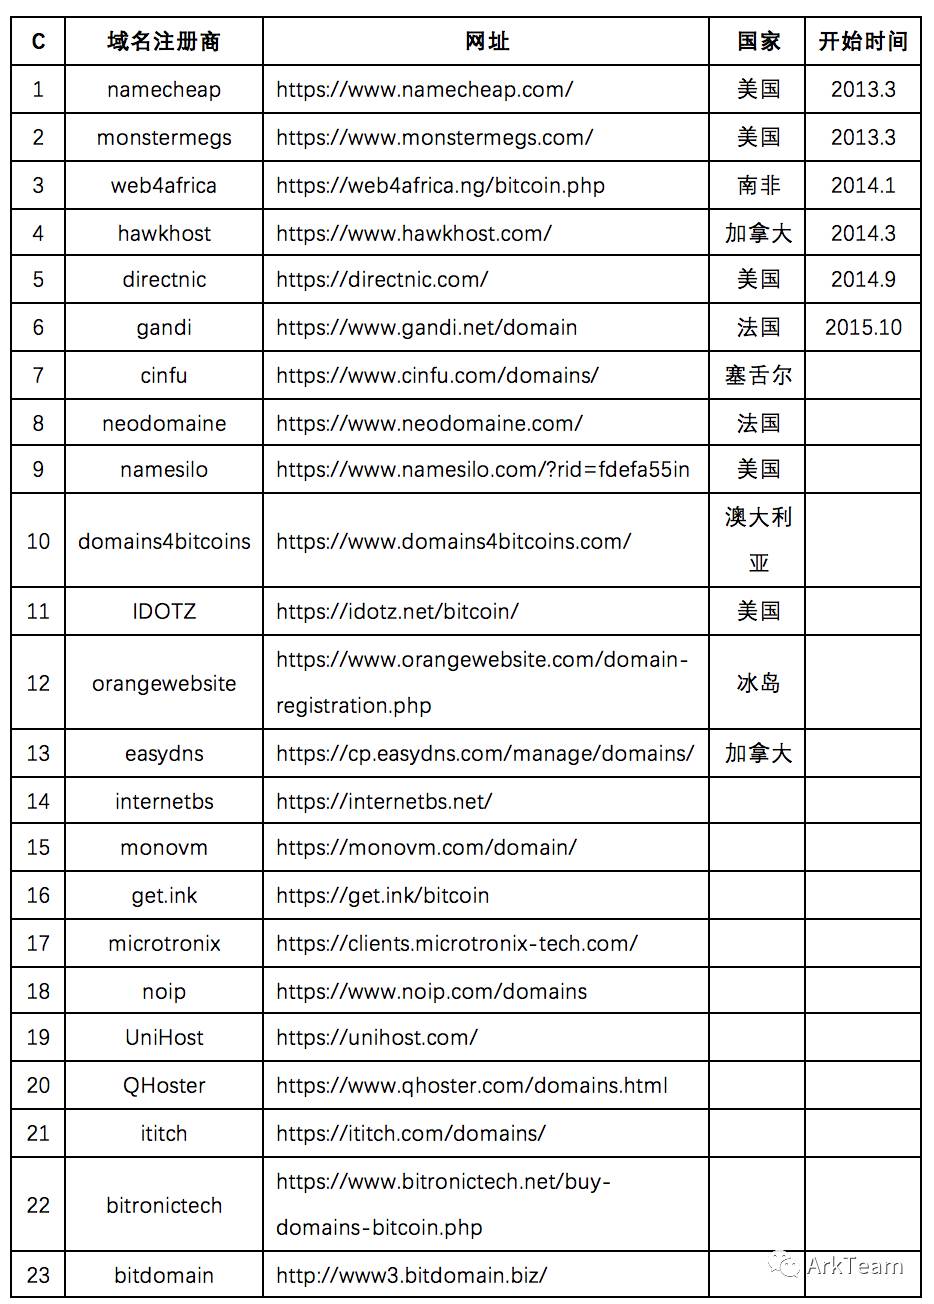 C 域名注册商 网址 国家 开始时间
1 namecheap https://www.namecheap.com/ 美国 2013.3
2 monstermegs https://www.monstermegs.com/ 美国 2013.3
3 web4africa https://web4africa.ng/bitcoin.php 南非 2014.1
4 hawkhost https://www.hawkhost.com/ 加拿大 2014.3
5 directnic https://directnic.com/ 美国 2014.9
6 gandi https://www.gandi.net/domain 法国 2015.10
7 cinfu https://www.cinfu.com/domains/ 塞舌尔
8 neodomaine https://www.neodomaine.com/ 法国
9 namesilo https://www.namesilo.com/?rid=fdefa55in 美国
10 domains4bitcoins https://www.domains4bitcoins.com/ 澳大利
亚
11 IDOTZ https://idotz.net/bitcoin/ 美国
12 orangewebsite https://www.orangewebsite.com/domain-
registration.php 冰岛
13 easydns https://cp.easydns.com/manage/domains/ 加拿大
14 internetbs https://internetbs.net/
15 monovm https://monovm.com/domain/
16 get.ink https://get.ink/bitcoin
17 microtronix https://clients.microtronix-tech.com/
18 noip https://www.noip.com/domains
19 UniHost https://unihost.com/
20 QHoster https://www.qhoster.com/domains.html
21 ititch https://ititch.com/domains/
22 bitronictech https://www.bitronictech.net/buy-
domains-bitcoin.php
23 bitdomain http://www3.bitdomain.biz/
ArkTeam